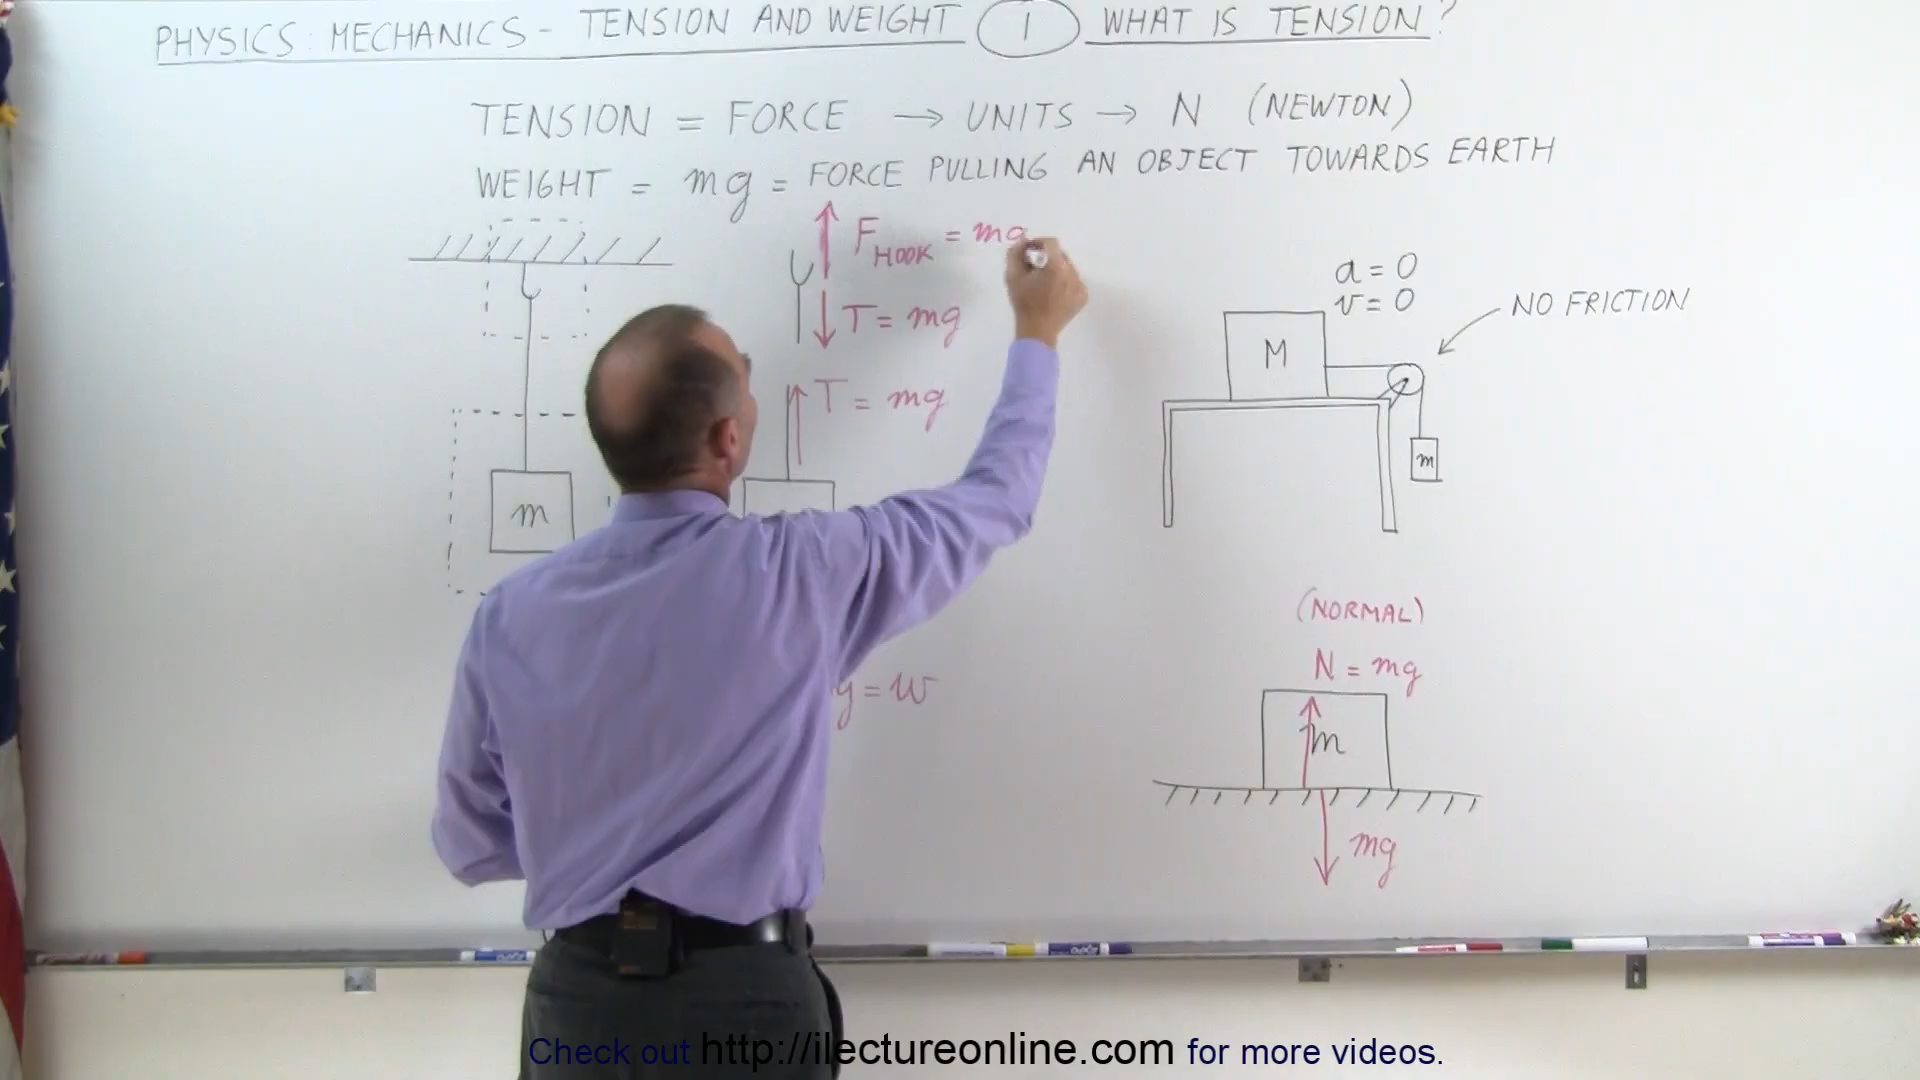 PHYSICS: MECHANICS - TENSION AND WEIGHT 1 WHAT IS TENSION?
TENSION = FORCE → UNITS → N (NEWTON)
WEIGHT = mg = FORCE PULLING AN OBJECT TOWARDS EARTH
F HOOK = mg
T = mg
T = mg
m
g = W
a = 0
v = 0
NO FRICTION
M
m
(NORMAL)
N = mg
m
mg
Check out http://ilectureonline.com for more videos.